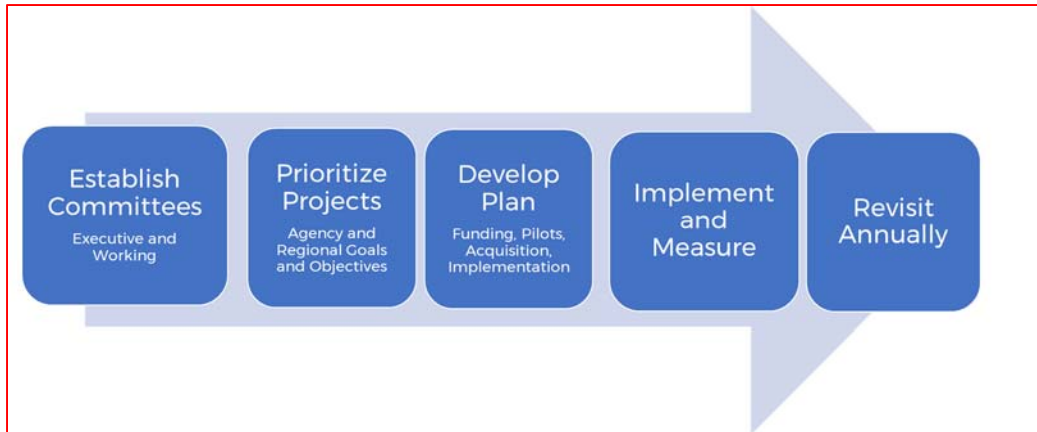 Establish
Committees
Executive and
Working
Prioritize
Projects
Agency and
Regional Goals
and Objectives
Develop
Plan
Funding, Pilots,
Acquisition,
Implementation
Implement
and
Measure
Revisit
Annually